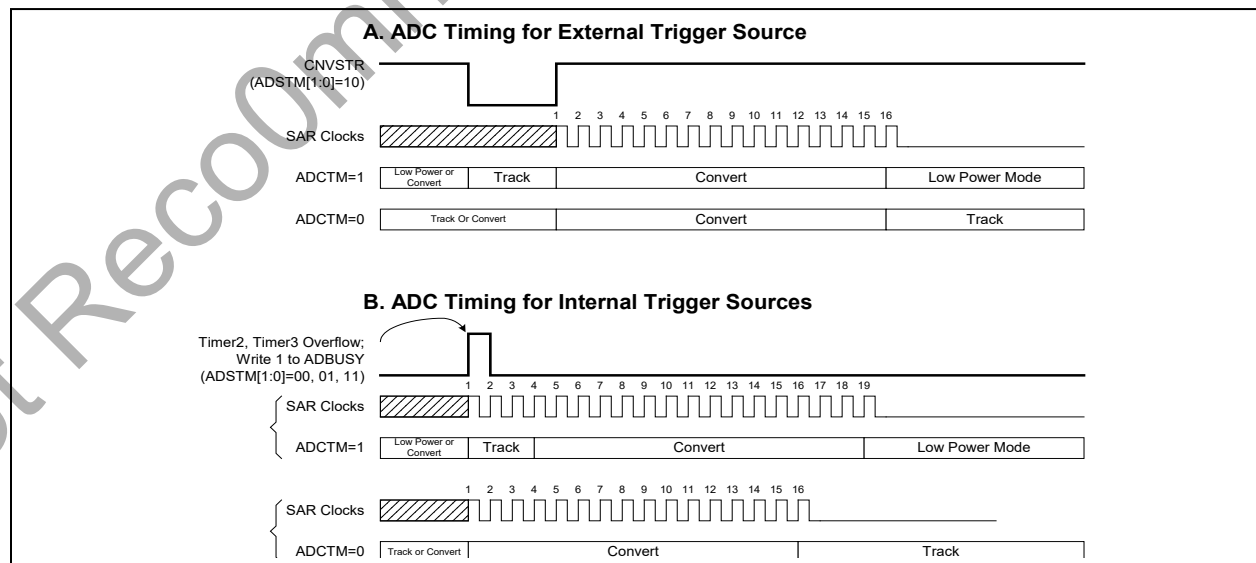 A. ADC Timing for External Trigger Source
CNVSTR
(ADSTM[1:0]=10)
1 2 3 4 5 6 7 8 9 10 11 12 13 14 15 16
SAR Clocks
ADCTM=1 Low Power or Convert Track Convert Low Power Mode
ADCTM=0 Track Or Convert Convert Track
B. ADC Timing for Internal Trigger Sources
Timer2, Timer3 Overflow;
Write 1 to ADBUSY
(ADSTM[1:0]=00, 01, 11)
1 2 3 4 5 6 7 8 9 10 11 12 13 14 15 16 17 18 19
SAR Clocks
ADCTM=1 Low Power or Convert Track Convert Low Power Mode
1 2 3 4 5 6 7 8 9 10 11 12 13 14 15 16
SAR Clocks
ADCTM=0 Track or Convert Convert Track